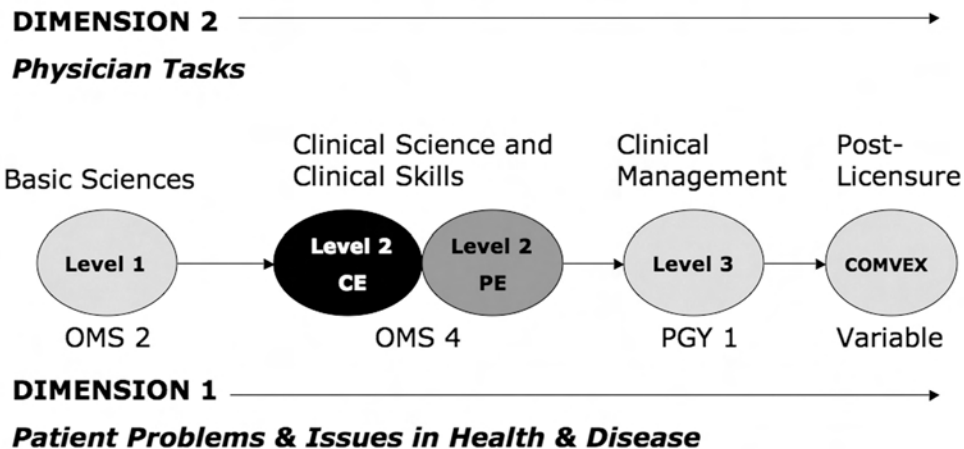 DIMENSION 2
Physician Tasks
Basic Sciences
Clinical Science and
Clinical Skills
Clinical
Management
Post-
Licensure
Level 1
Level 2
CE
Level 2
PE
Level 3
COMVEX
OMS 2
OMS 4
PGY 1
Variable
DIMENSION 1
Patient Problems & Issues in Health & Disease